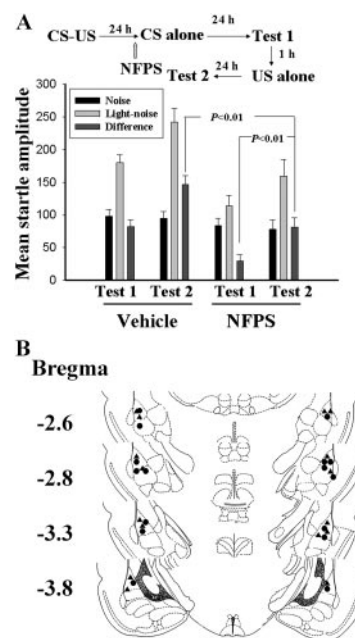 A
CS-US 24 h CS alone 24 h Test 1
1 h
NFPS Test 2 24 h US alone
Mean startle amplitude
300
250
200
150
100
50
0
Noise
Light-noise
Difference
P<0.01
P<0.01
Test 1 Test 2 Test 1 Test 2
Vehicle NFPS
B
Bregma
-2.6
-2.8
-3.3
-3.8